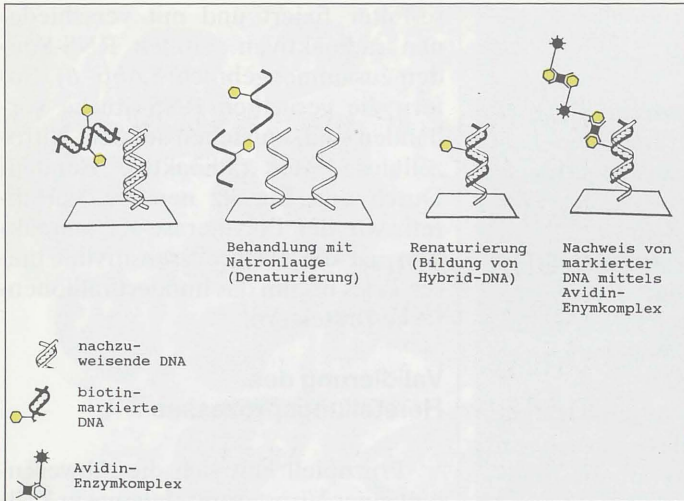 Behandlung mit
Natronlauge
(Denaturierung)
Renaturierung
(Bildung von
Hybrid-DNA)
Nachweis von
markierter
DNA mittels
Avidin-
Enymkomplex
nachzu-
weisende DNA
biotin-
markierte
DNA
Avidin-
Enzymkomplex